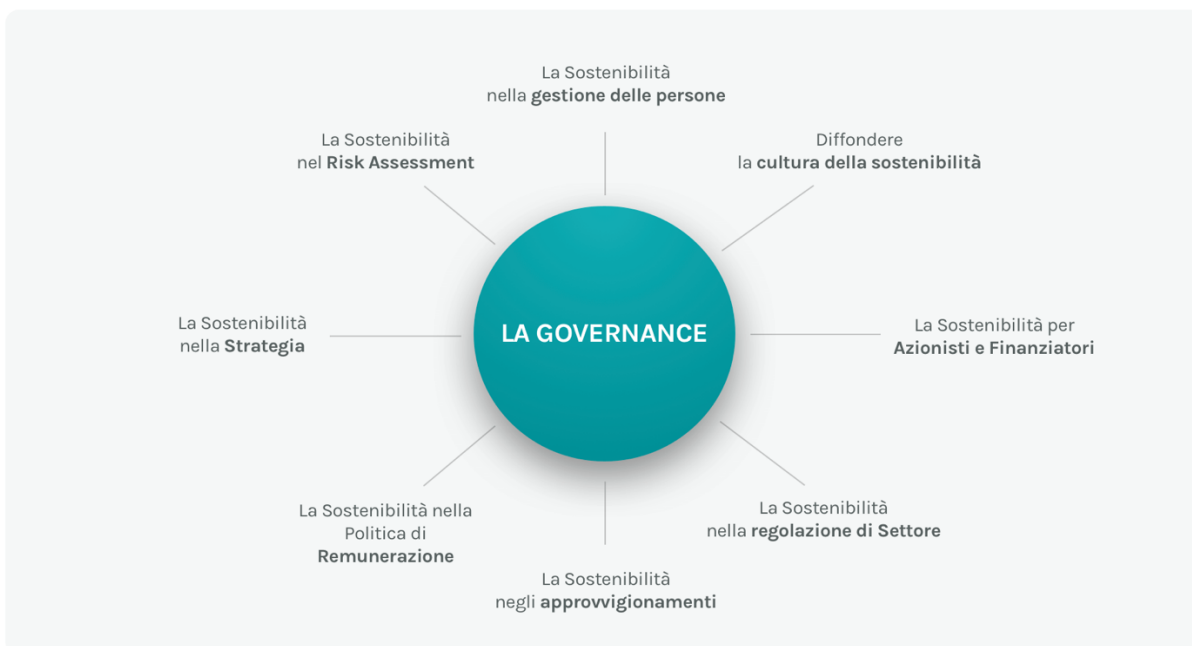 La Sostenibilità
nella gestione delle persone
La Sostenibilità
nel Risk Assessment
Diffondere
la cultura della sostenibilità
La Sostenibilità
nella Strategia
LA GOVERNANCE
La Sostenibilità per
Azionisti e Finanziatori
La Sostenibilità nella
Politica di
Remunerazione
La Sostenibilità
nella regolazione di Settore
La Sostenibilità
negli approvvigionamenti